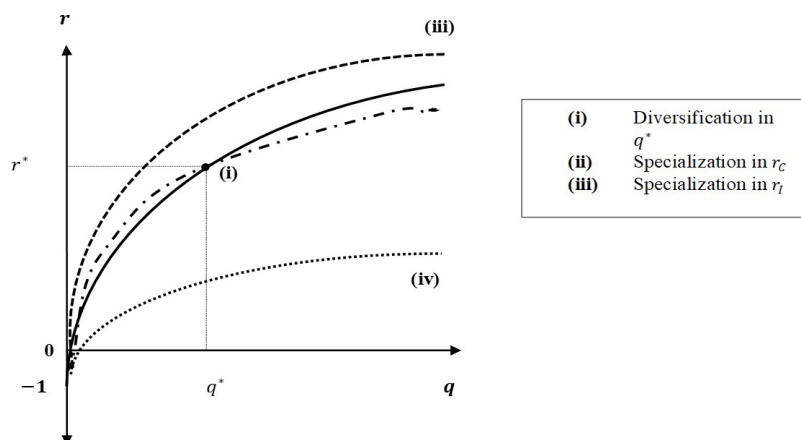 r
(iii)
r*
(i)
(iv)
0
−1
q*
q
(i) Diversification in
q*
(ii) Specialization in r_C
(iii) Specialization in r_I